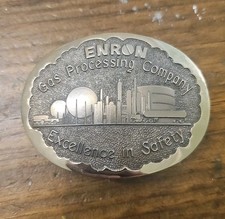 ENRON
Gas Processing Company
Excellence in Safety